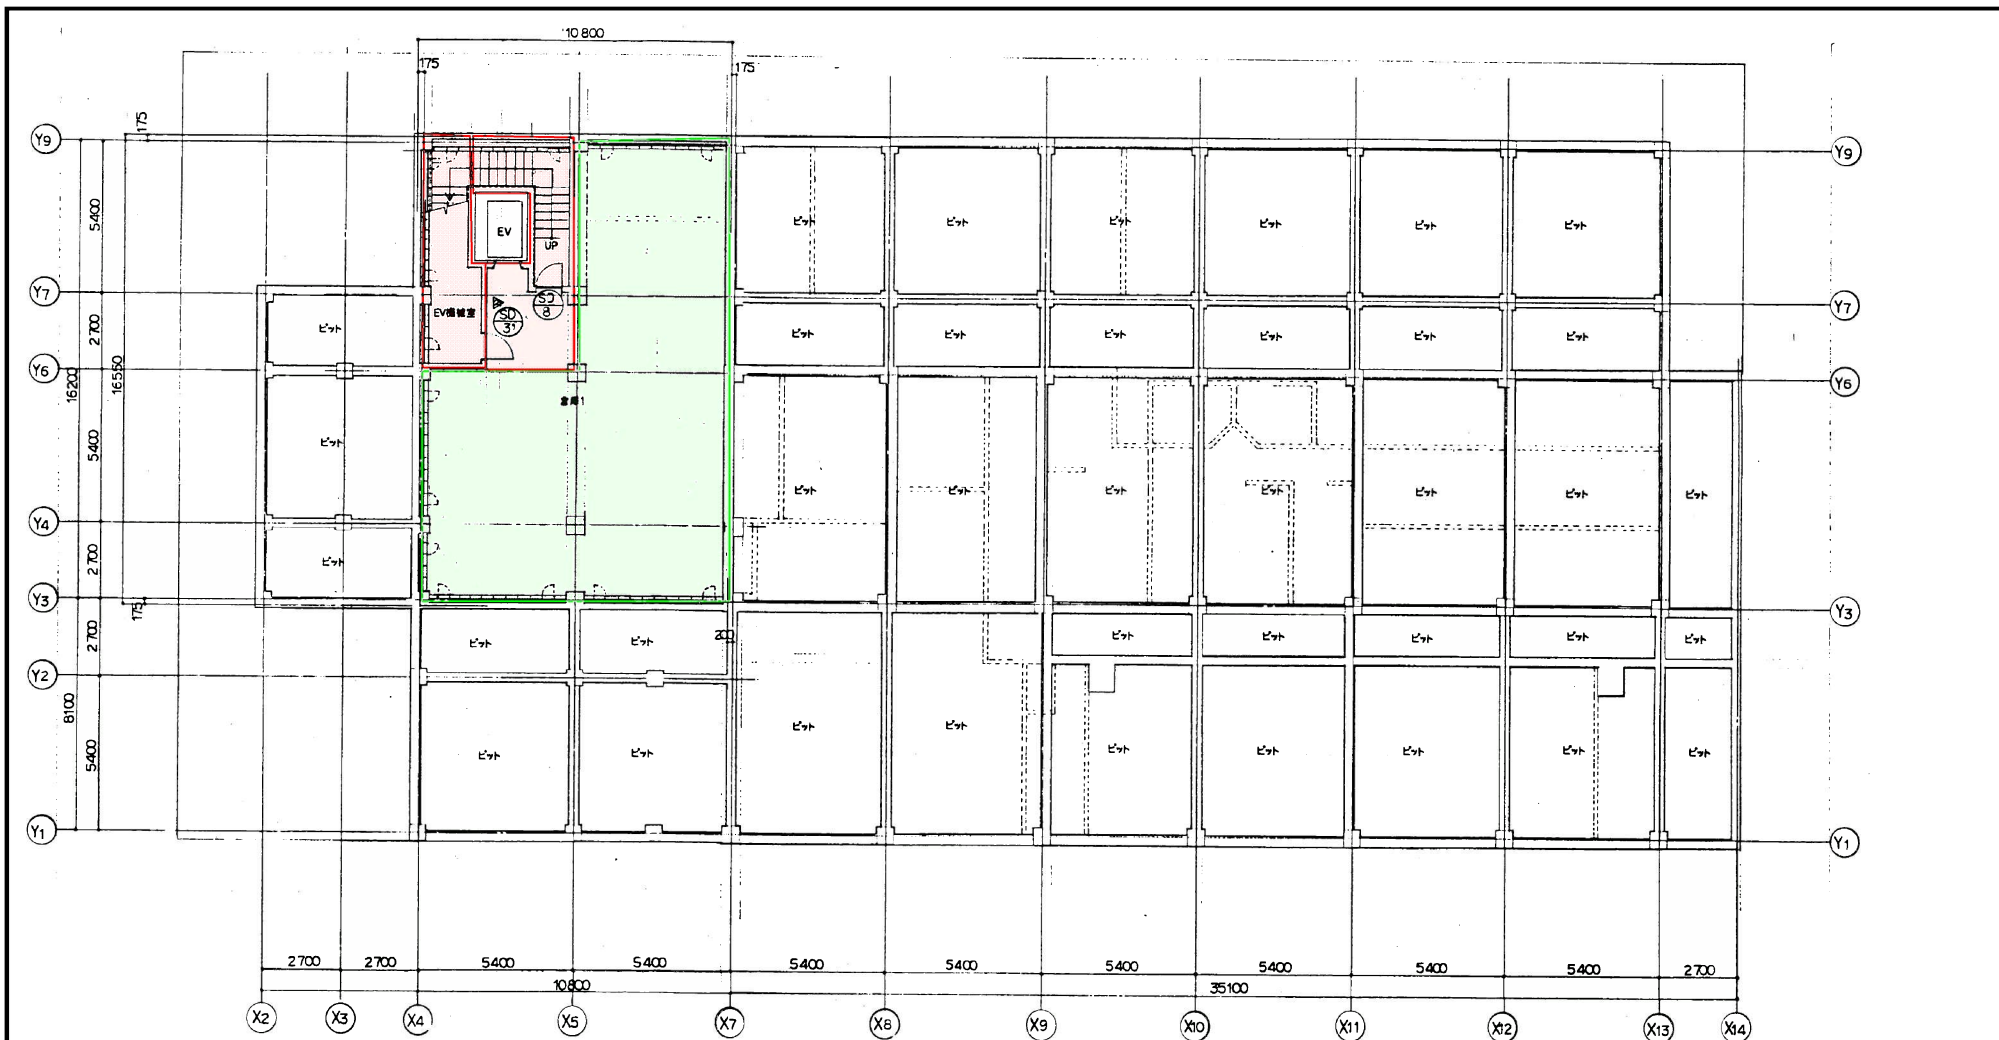 10 800
175
175
175
Y9
Y9
5400
ピット
ピット
ピット
ピット
ピット
ピット
EV
UP
Y7
Y7
SD
8
EV機械室
SD
3'
2700
ピット
ピット
ピット
ピット
ピット
ピット
ピット
Y6
Y6
16200
16550
倉庫1
5400
ピット
ピット
ピット
ピット
ピット
ピット
ピット
ピット
Y4
2700
ピット
Y3
Y3
175
2700
200
ピット
ピット
ピット
ピット
ピット
ピット
ピット
Y2
8100
5400
ピット
ピット
ピット
ピット
ピット
ピット
ピット
ピット
ピット
Y1
Y1
2700
2700
5400
5400
5400
5400
5400
5400
5400
5400
2700
10800
35100
X2
X3
X4
X5
X7
X8
X9
X10
X11
X12
X13
X14